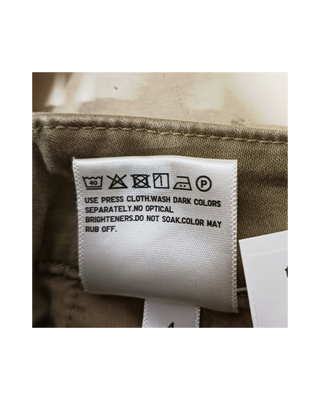 40 P
USE PRESS CLOTH.WASH DARK COLORS
SEPARATELY.NO OPTICAL
BRIGHTENERS.DO NOT SOAK.COLOR MAY
RUB OFF.